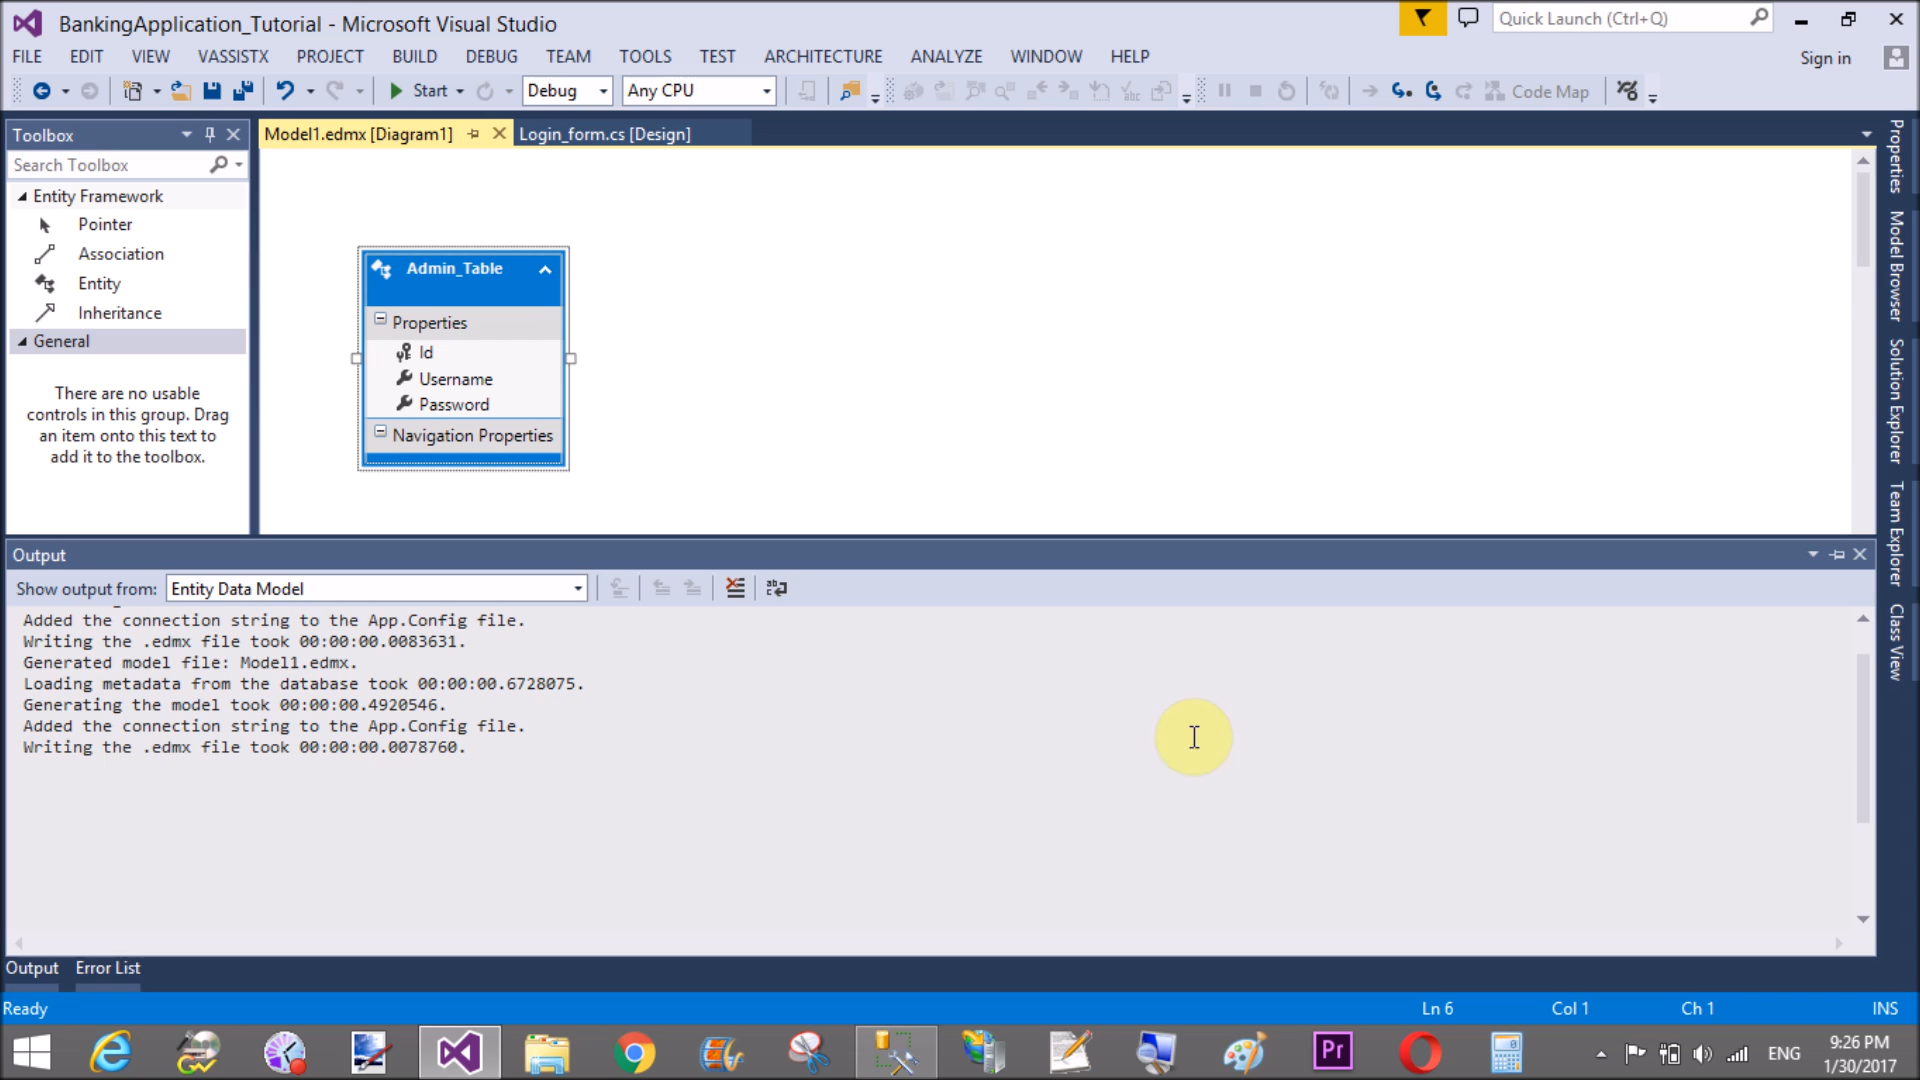 BankingApplication_Tutorial - Microsoft Visual Studio
Quick Launch (Ctrl+Q)
FILE EDIT VIEW VASSISTX PROJECT BUILD DEBUG TEAM TOOLS TEST ARCHITECTURE ANALYZE WINDOW HELP
Sign in
Start Debug Any CPU Code Map
Toolbox
Model1.edmx [Diagram1] Login_form.cs [Design]
Search Toolbox
Entity Framework
Pointer
Association
Entity
Inheritance
General
There are no usable
controls in this group. Drag
an item onto this text to
add it to the toolbox.
Admin_Table
Properties
Id
Username
Password
Navigation Properties
Properties
Model Browser
Solution Explorer
Team Explorer
Class View
Output
Show output from: Entity Data Model
Added the connection string to the App.Config file.
Writing the .edmx file took 00:00:00.0083631.
Generated model file: Model1.edmx.
Loading metadata from the database took 00:00:00.6728075.
Generating the model took 00:00:00.4920546.
Added the connection string to the App.Config file.
Writing the .edmx file took 00:00:00.0078760.
Output Error List
Ready
Ln 6 Col 1 Ch 1 INS
Pr
ENG
9:26 PM
1/30/2017